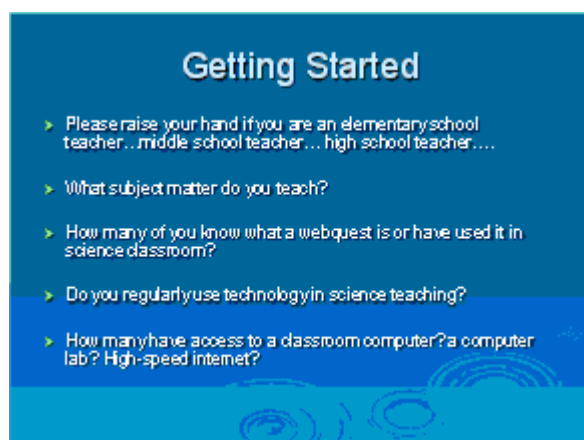 Getting Started
Please raise your hand if you are an elementary school
teacher…middle school teacher… high school teacher….
What subject matter do you teach?
How many of you know what a webquest is or have used it in
science classroom?
Do you regularly use technology in science teaching?
How many have access to a classroom computer?a computer
lab? High-speed internet?